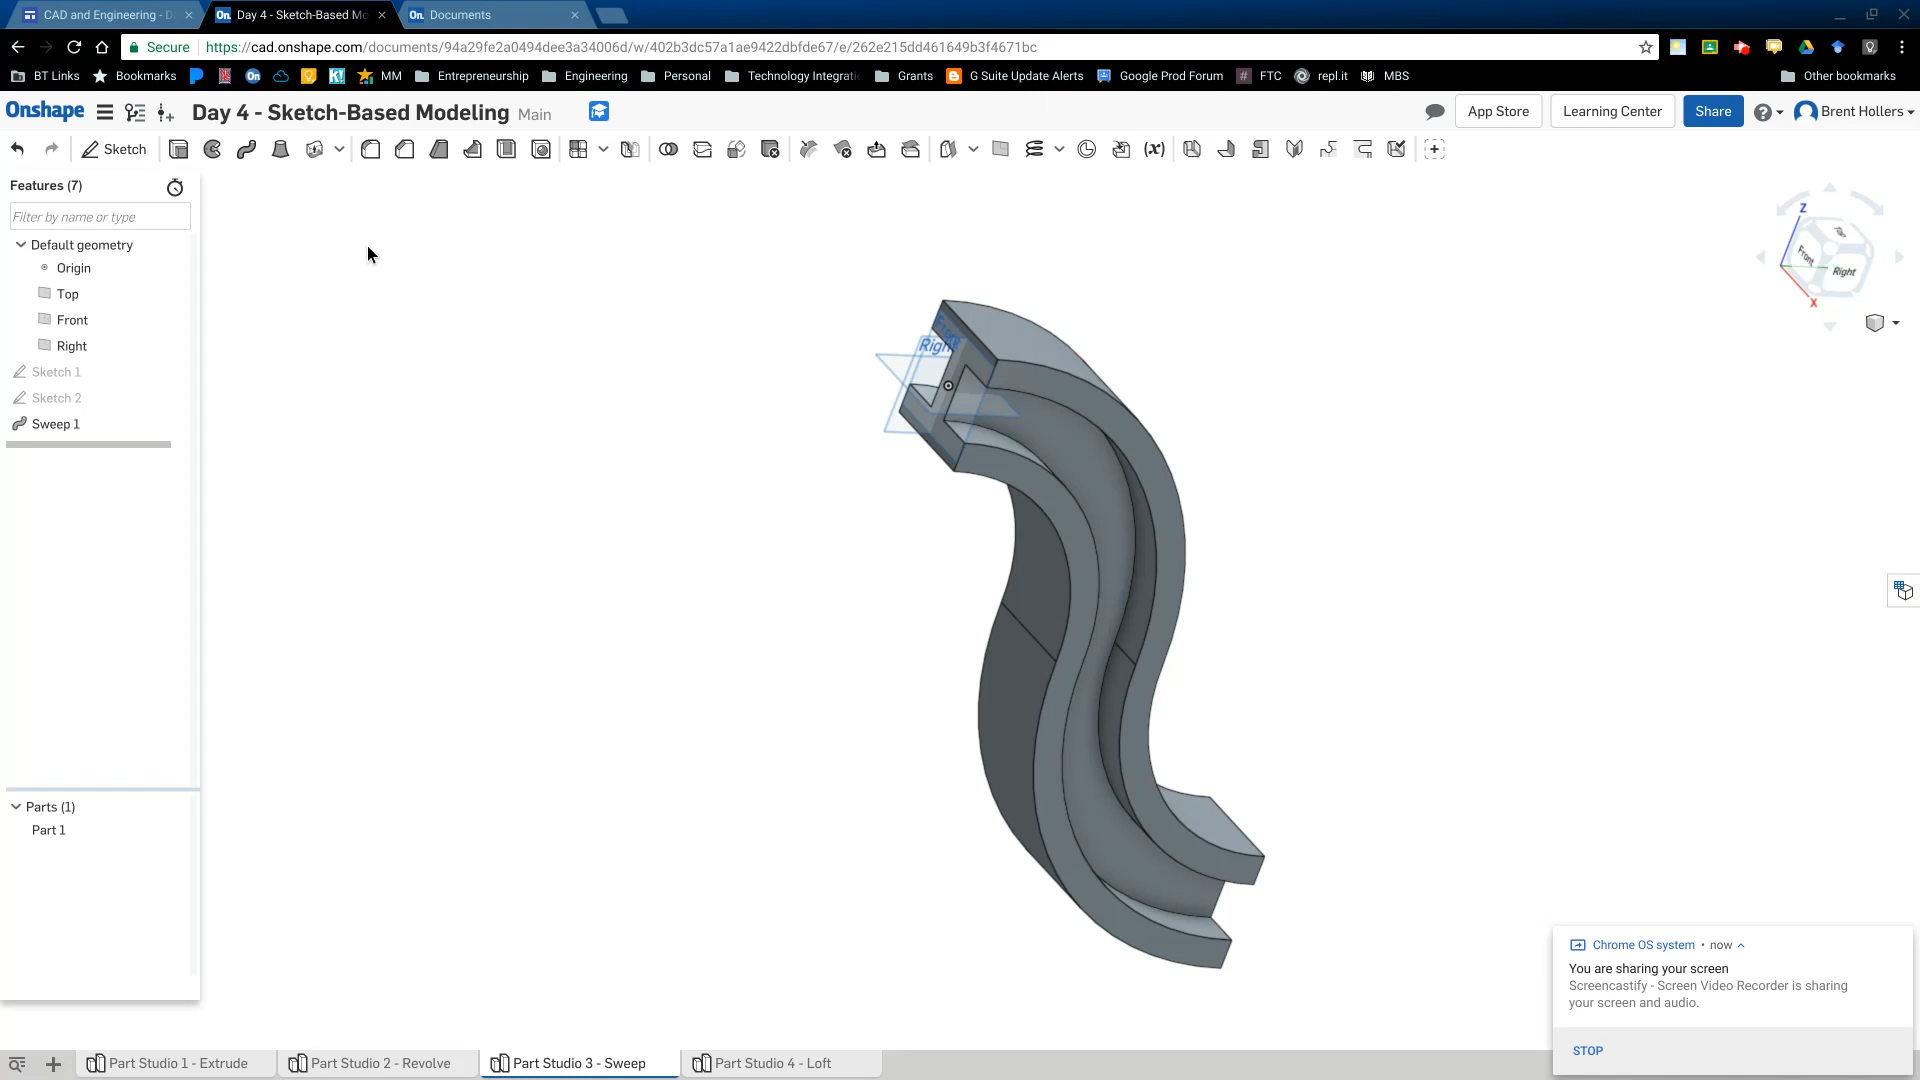 CAD and Engineering - D
Day 4 - Sketch-Based Mo
Documents
Secure
https://cad.onshape.com/documents/94a29fe2a0494dee3a34006d/w/402b3dc57a1ae9422dbfde67/e/262e215dd461649b3f4671bc
BT Links
Bookmarks
On
K!
MM
Entrepreneurship
Engineering
Personal
Technology Integrati
Grants
G Suite Update Alerts
Google Prod Forum
FTC
repl.it
MBS
Other bookmarks
Onshape
Day 4 - Sketch-Based Modeling Main
App Store
Learning Center
Share
Brent Hollers
Sketch
(x)
Features (7)
Filter by name or type
Default geometry
Origin
Top
Front
Right
Sketch 1
Sketch 2
Sweep 1
Front
Right
Z
Top
Front
Right
X
Parts (1)
Part 1
Chrome OS system • now
You are sharing your screen
Screencastify - Screen Video Recorder is sharing
your screen and audio.
STOP
Part Studio 1 - Extrude
Part Studio 2 - Revolve
Part Studio 3 - Sweep
Part Studio 4 - Loft